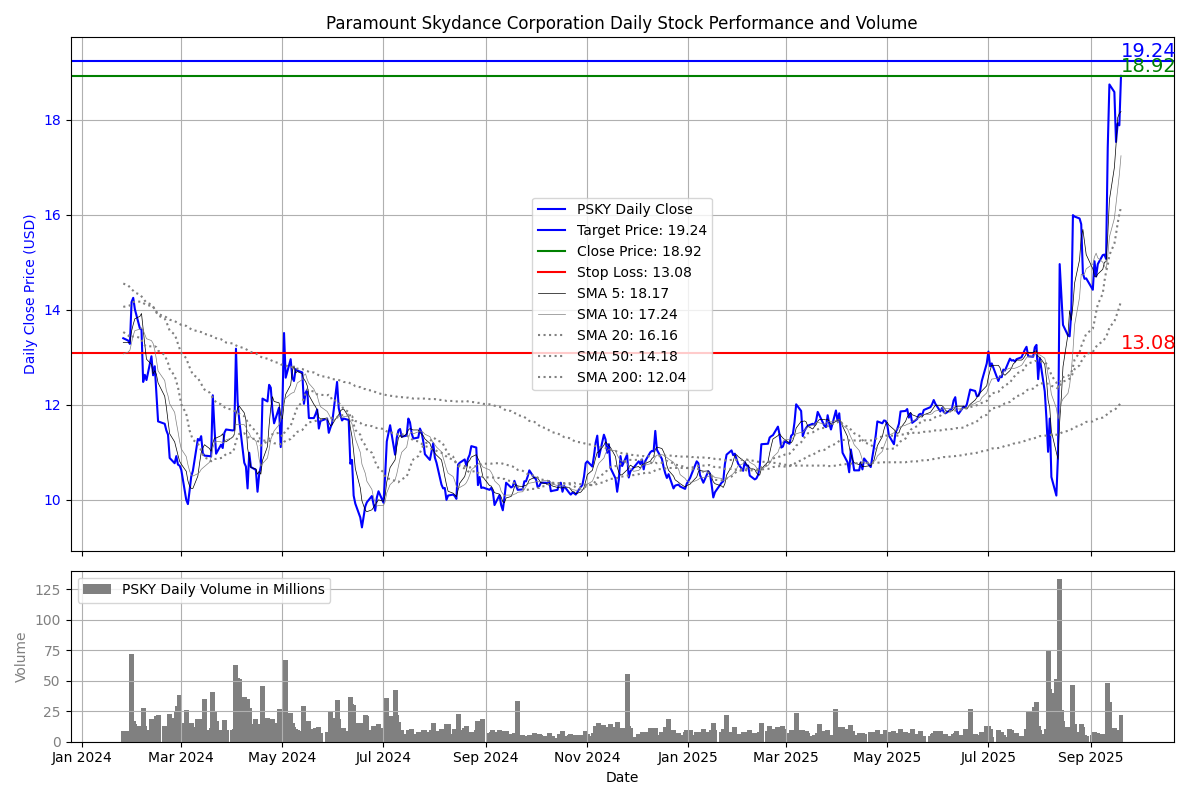 Paramount Skydance Corporation Daily Stock Performance and Volume
19.24
18.92
13.08
Daily Close Price (USD)
18
16
14
12
10
PSKY Daily Close
Target Price: 19.24
Close Price: 18.92
Stop Loss: 13.08
SMA 5: 18.17
SMA 10: 17.24
SMA 20: 16.16
SMA 50: 14.18
SMA 200: 12.04
PSKY Daily Volume in Millions
Volume
125
100
75
50
25
0
Jan 2024 Mar 2024 May 2024 Jul 2024 Sep 2024 Nov 2024 Jan 2025 Mar 2025 May 2025 Jul 2025 Sep 2025
Date